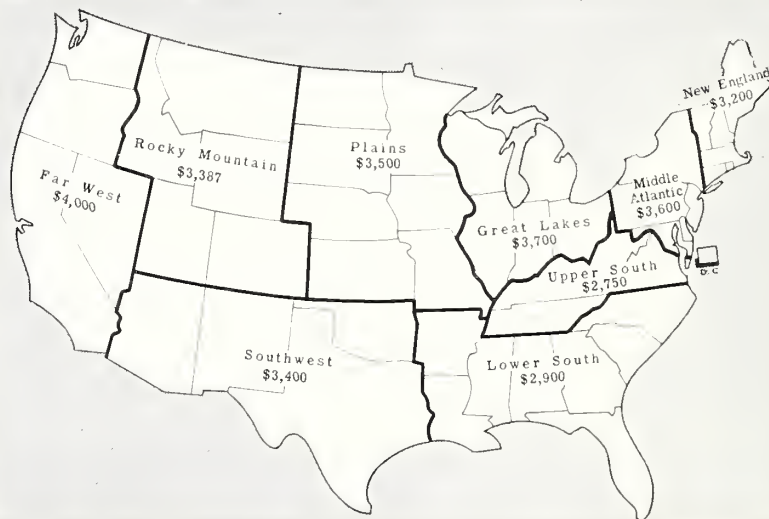 New England
$3,200
Rocky Mountain
$3,387
Plains
$3,500
Far West
$4,000
Middle
Atlantic
$3,600
Great Lakes
$3,700
Upper South
$2,750
D. C
Southwest
$3,400
Lower South
$2,900